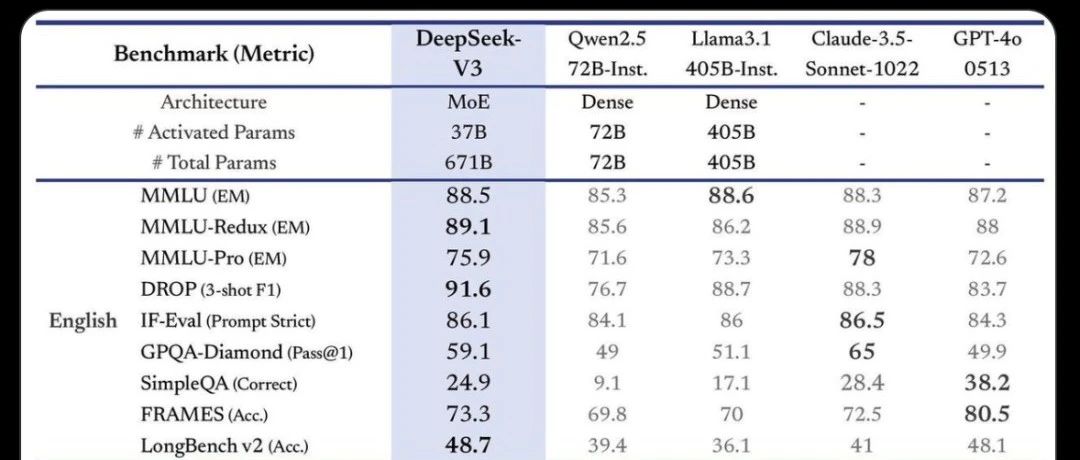 Benchmark (Metric) DeepSeek-V3 Qwen2.5 72B-Inst. Llama3.1 405B-Inst. Claude-3.5-Sonnet-1022 GPT-4o 0513
Architecture MoE Dense Dense - -
# Activated Params 37B 72B 405B - -
# Total Params 671B 72B 405B - -
English
MMLU (EM) 88.5 85.3 88.6 88.3 87.2
MMLU-Redux (EM) 89.1 85.6 86.2 88.9 88
MMLU-Pro (EM) 75.9 71.6 73.3 78 72.6
DROP (3-shot F1) 91.6 76.7 88.7 88.3 83.7
IF-Eval (Prompt Strict) 86.1 84.1 86 86.5 84.3
GPQA-Diamond (Pass@1) 59.1 49 51.1 65 49.9
SimpleQA (Correct) 24.9 9.1 17.1 28.4 38.2
FRAMES (Acc.) 73.3 69.8 70 72.5 80.5
LongBench v2 (Acc.) 48.7 39.4 36.1 41 48.1